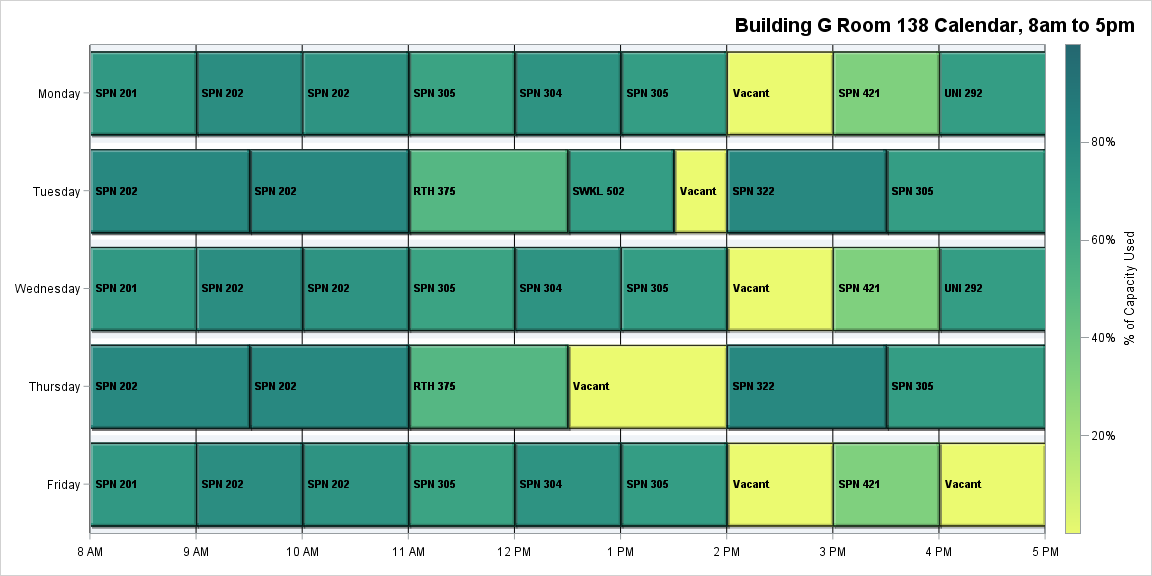 Building G Room 138 Calendar, 8am to 5pm
Monday
SPN 201
SPN 202
SPN 202
SPN 305
SPN 304
SPN 305
Vacant
SPN 421
UNI 292
Tuesday
SPN 202
SPN 202
RTH 375
SWKL 502
Vacant
SPN 322
SPN 305
Wednesday
SPN 201
SPN 202
SPN 202
SPN 305
SPN 304
SPN 305
Vacant
SPN 421
UNI 292
Thursday
SPN 202
SPN 202
RTH 375
Vacant
SPN 322
SPN 305
Friday
SPN 201
SPN 202
SPN 202
SPN 305
SPN 304
SPN 305
Vacant
SPN 421
Vacant
8 AM
9 AM
10 AM
11 AM
12 PM
1 PM
2 PM
3 PM
4 PM
5 PM
80%
60%
40%
20%
% of Capacity Used